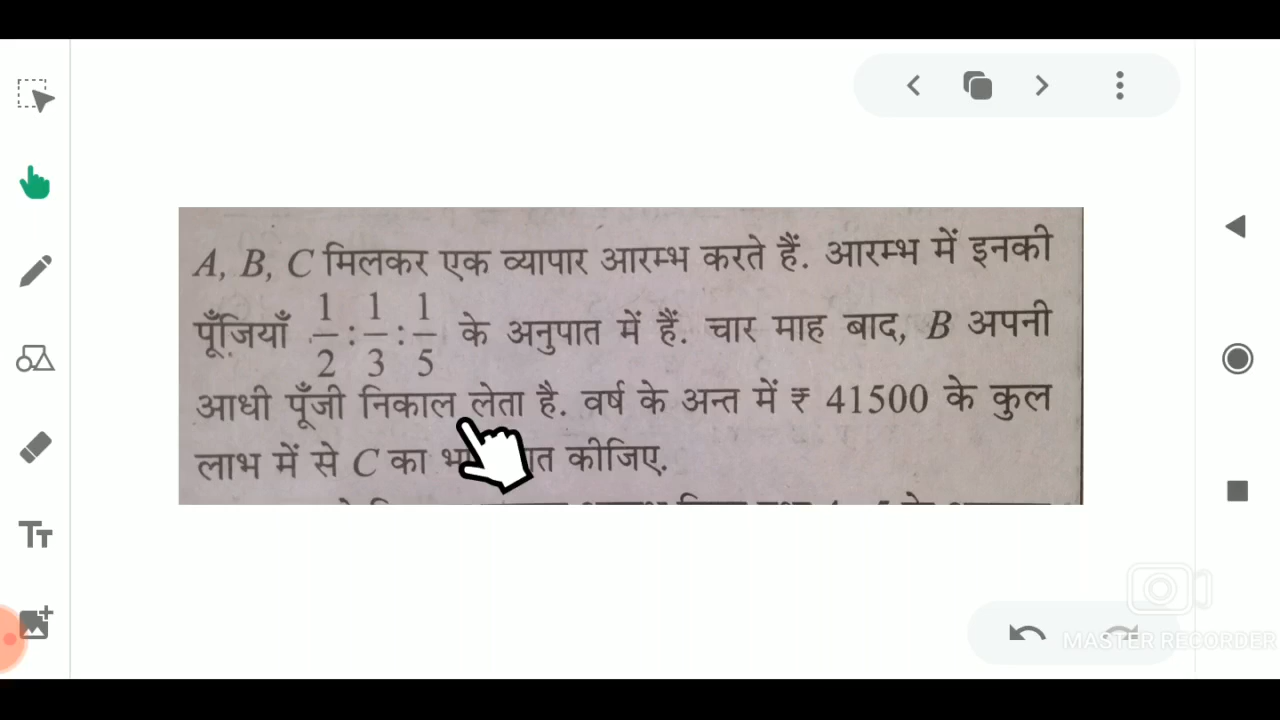 A, B, C मिलकर एक व्यापार आरम्भ करते हैं. आरम्भ में इनकी
पूँजियाँ 1/2 : 1/3 : 1/5 के अनुपात में हैं. चार माह बाद, B अपनी
आधी पूँजी निकाल लेता है. वर्ष के अन्त में ₹ 41500 के कुल
लाभ में से C का कीजिए.
TT
MASTER RECORDER